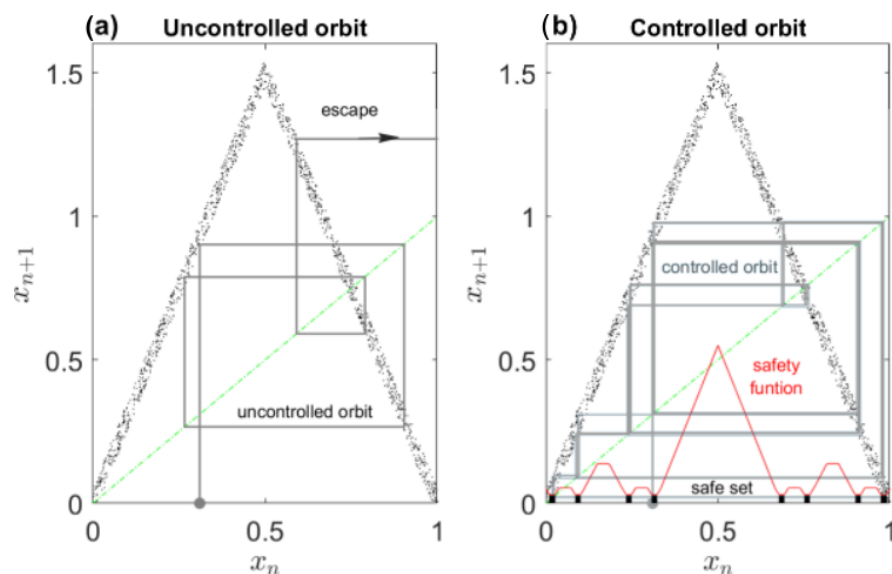 (a) Uncontrolled orbit
1.5
1
0.5
0
x_{n+1}
escape
uncontrolled orbit
0
0.5
1
x_n
(b) Controlled orbit
1.5
1
0.5
0
x_{n+1}
controlled orbit
safety
funtion
safe set
0
0.5
1
x_n